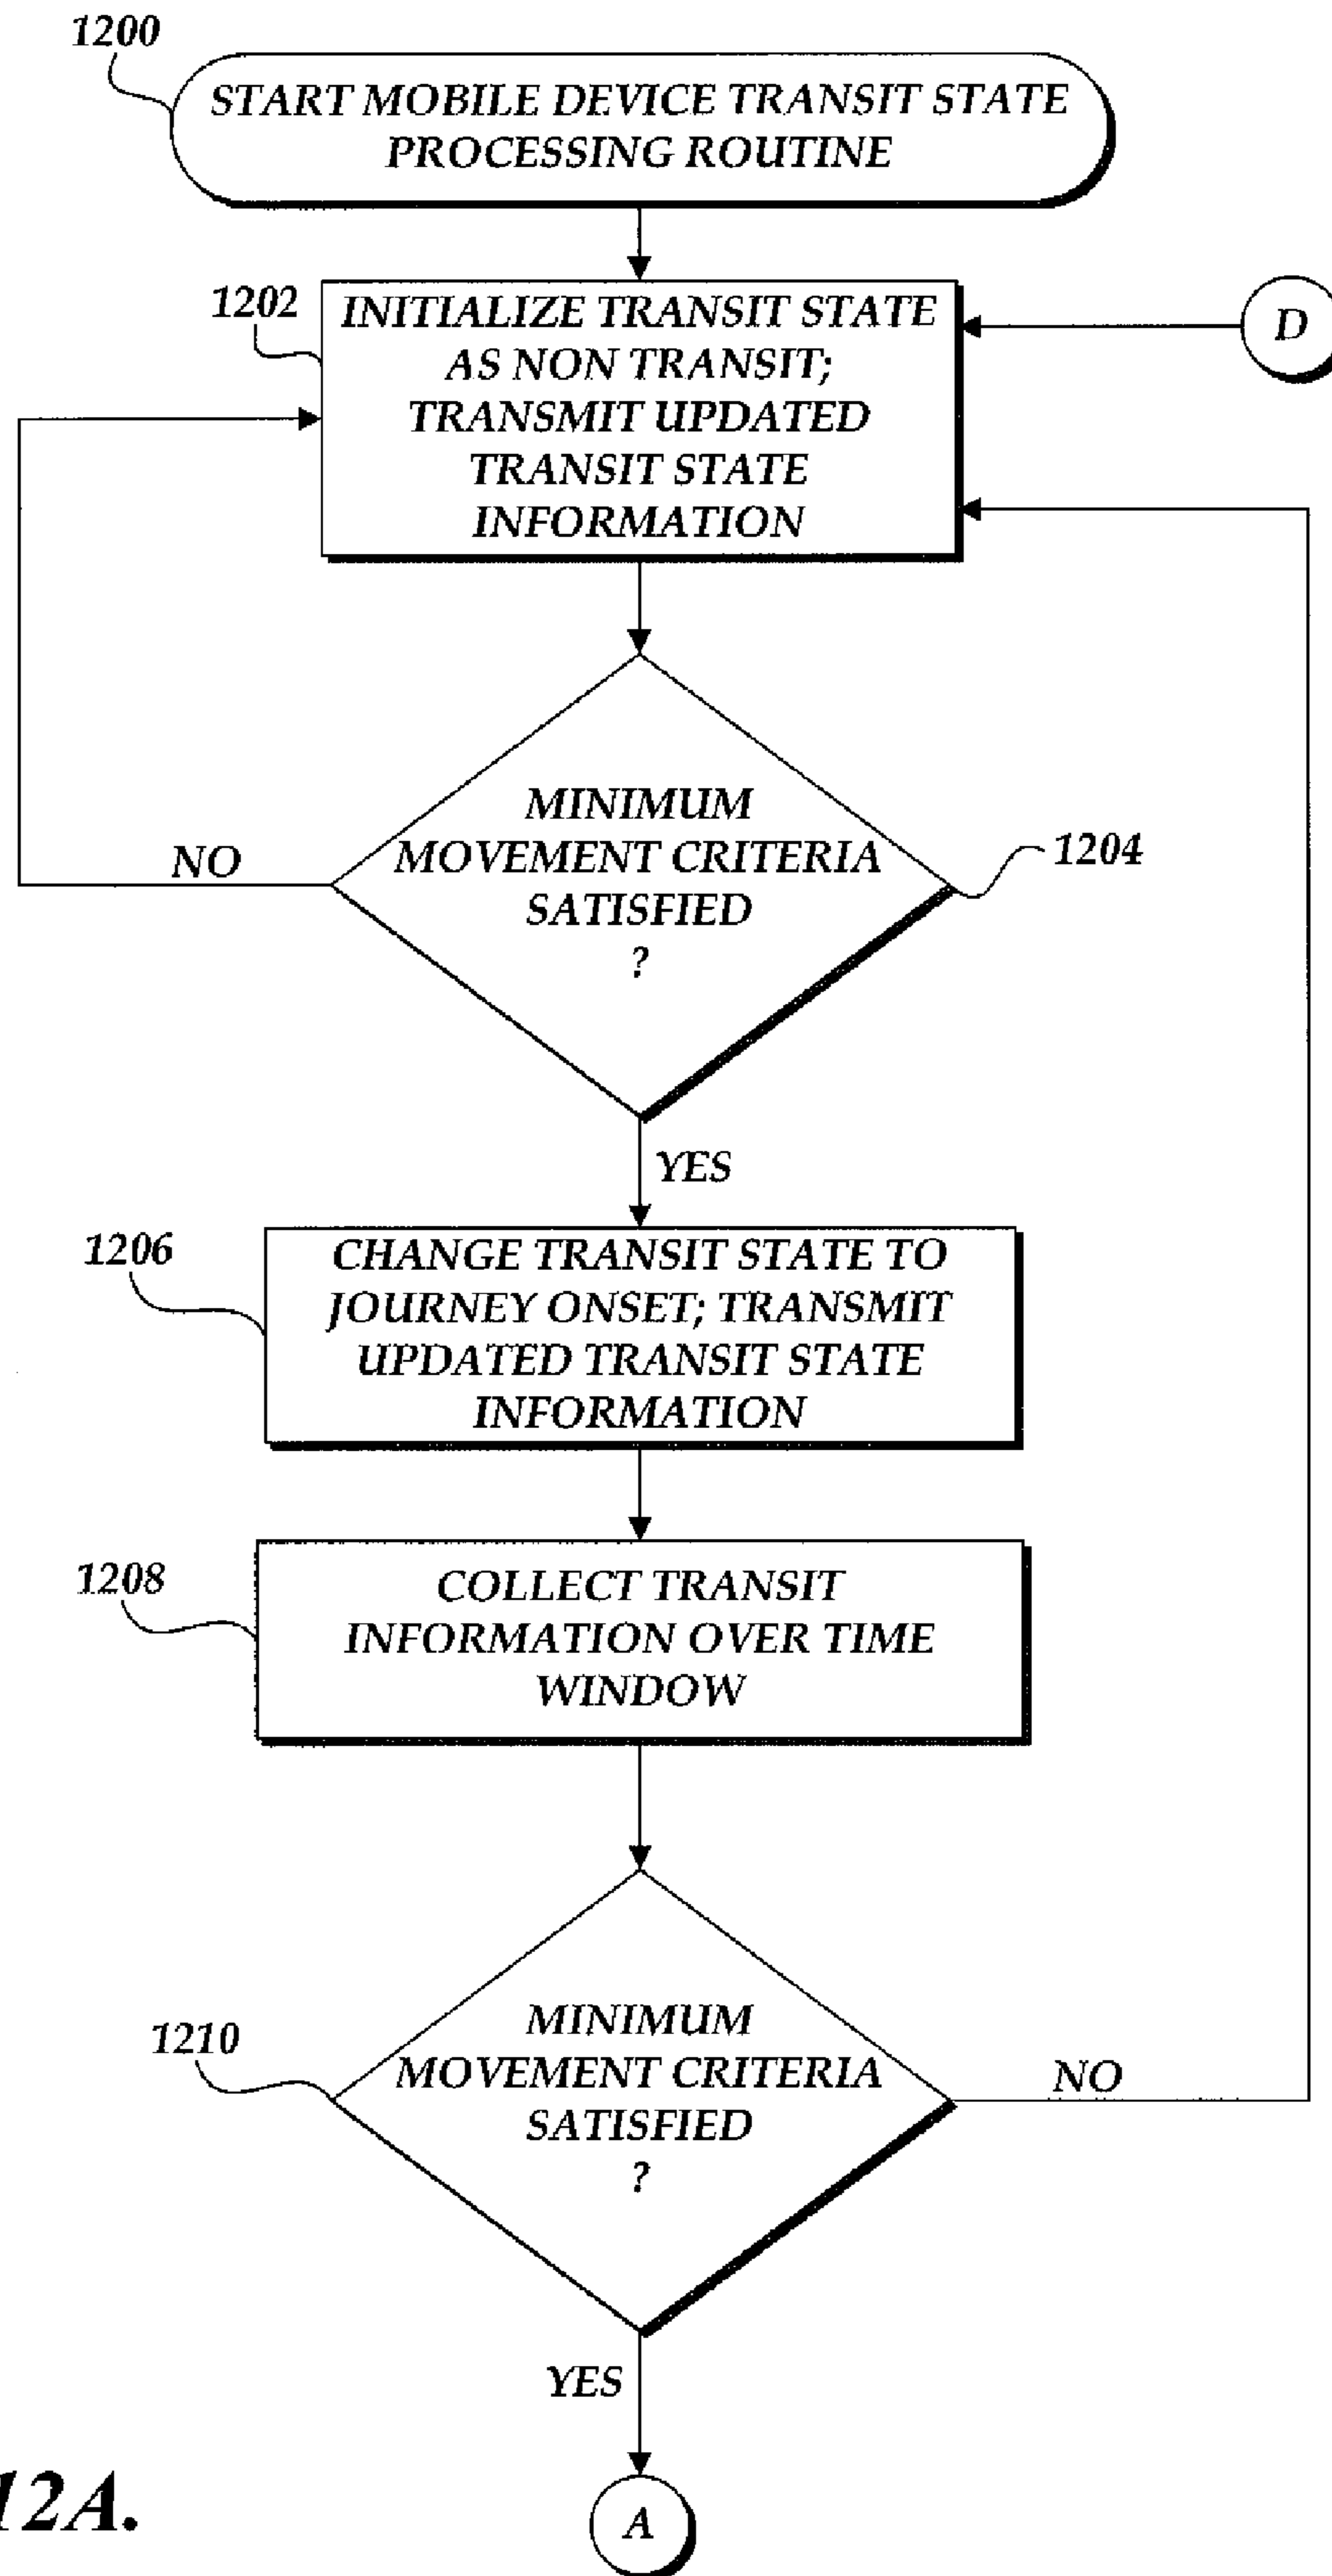 1200
START MOBILE DEVICE TRANSIT STATE
PROCESSING ROUTINE
1202
INITIALIZE TRANSIT STATE
AS NON TRANSIT;
TRANSMIT UPDATED
TRANSIT STATE
INFORMATION
D
MINIMUM
MOVEMENT CRITERIA
SATISFIED
?
NO
1204
YES
1206
CHANGE TRANSIT STATE TO
JOURNEY ONSET; TRANSMIT
UPDATED TRANSIT STATE
INFORMATION
1208
COLLECT TRANSIT
INFORMATION OVER TIME
WINDOW
1210
MINIMUM
MOVEMENT CRITERIA
SATISFIED
?
NO
YES
A
12A.